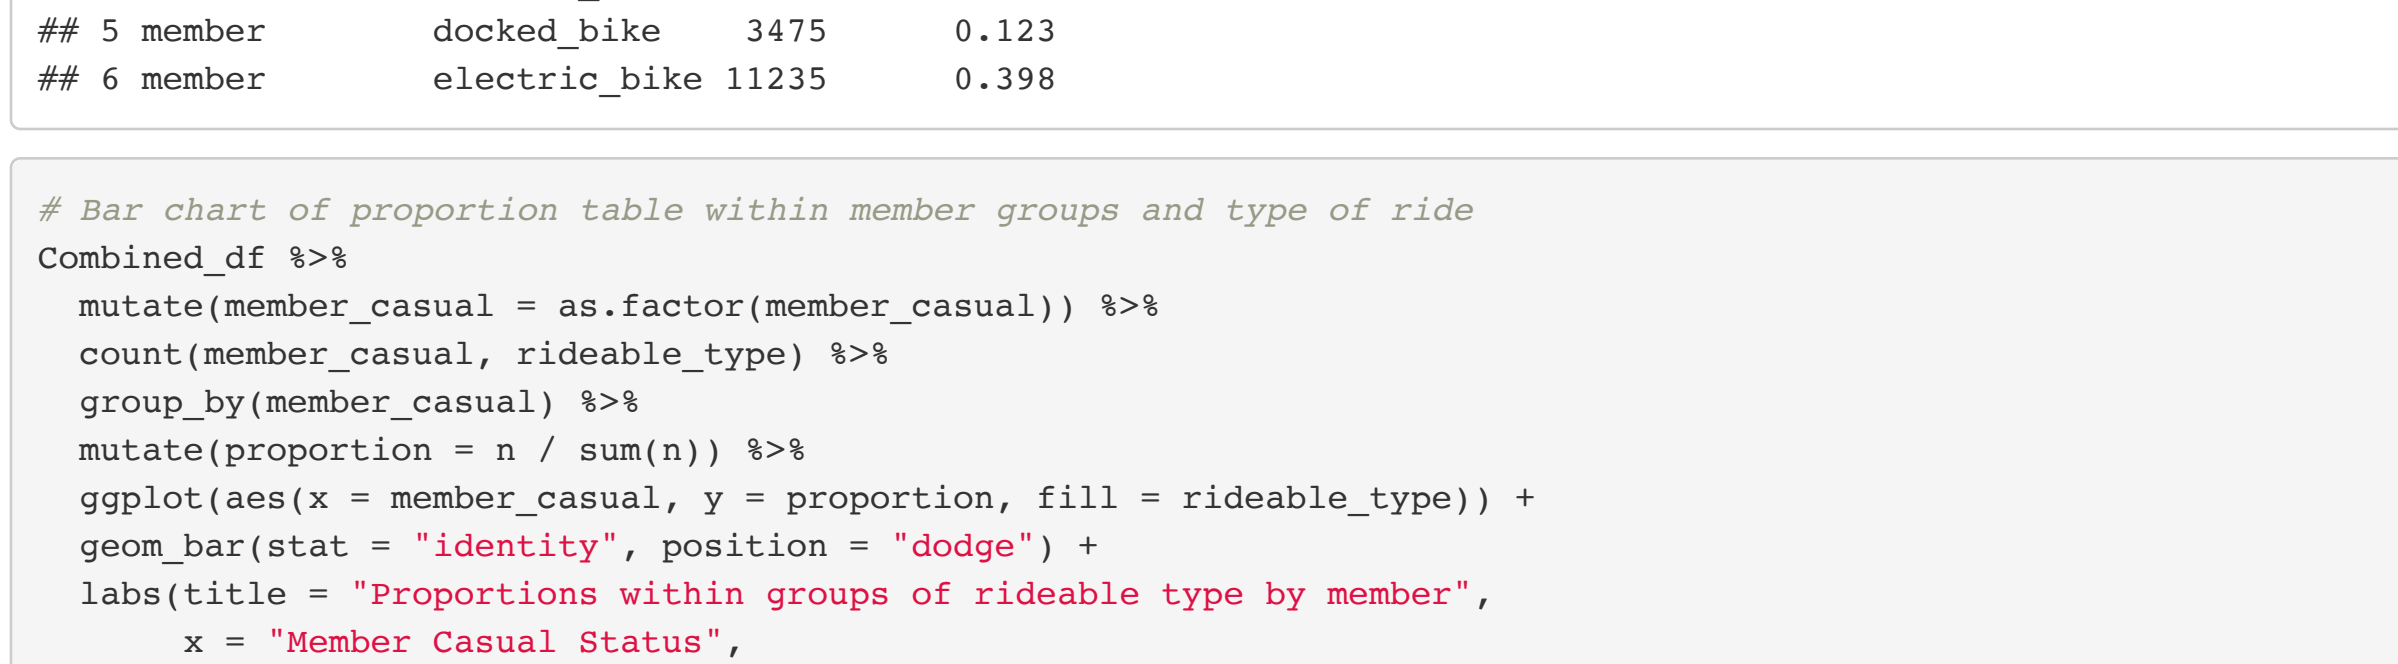 ## 5 member        docked_bike    3475      0.123
## 6 member        electric_bike 11235      0.398
# Bar chart of proportion table within member groups and type of ride
Combined_df %>%
  mutate(member_casual = as.factor(member_casual)) %>%
  count(member_casual, rideable_type) %>%
  group_by(member_casual) %>%
  mutate(proportion = n / sum(n)) %>%
  ggplot(aes(x = member_casual, y = proportion, fill = rideable_type)) +
  geom_bar(stat = "identity", position = "dodge") +
  labs(title = "Proportions within groups of rideable type by member",
       x = "Member Casual Status",